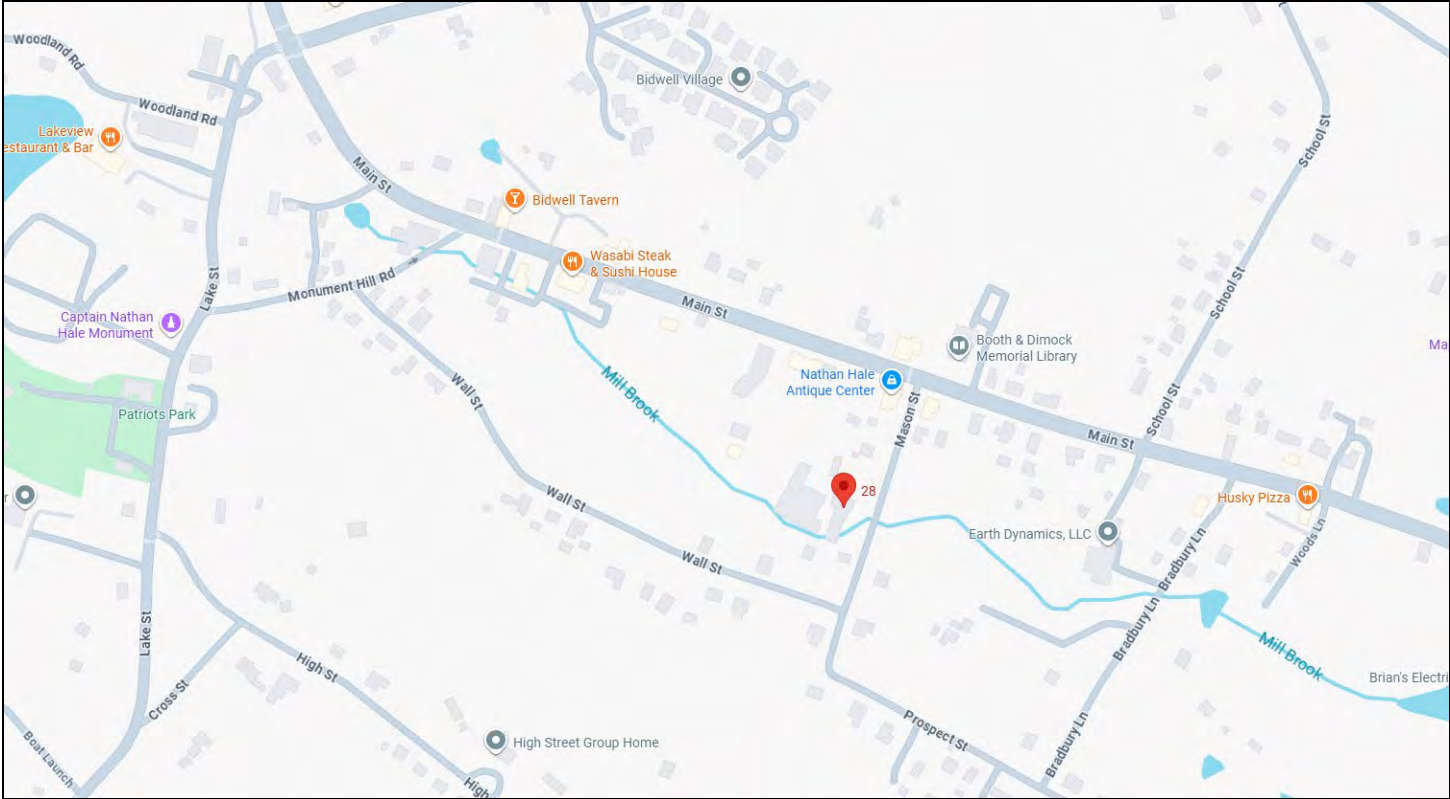 Woodland Rd
Woodland Rd
Lakeview
estaurant & Bar
Bidwell Village
School St
Main St
Bidwell Tavern
Wasabi Steak
& Sushi House
Lake St
Monument Hill Rd
School St
Main St
Captain Nathan
Hale Monument
Booth & Dimock
Memorial Library
Ma
Nathan Hale
Antique Center
Wall St
Mill Brook
Mason St
School St
Patriots Park
Main St
28
r
Wall St
Husky Pizza
Earth Dynamics, LLC
Bradbury Ln
Woods Ln
Wall St
Lake St
Bradbury Ln
Mill Brook
High St
Brian's Electri
Cross St
Prospect St
High Street Group Home
Bradbury Ln
Boat Launch
High